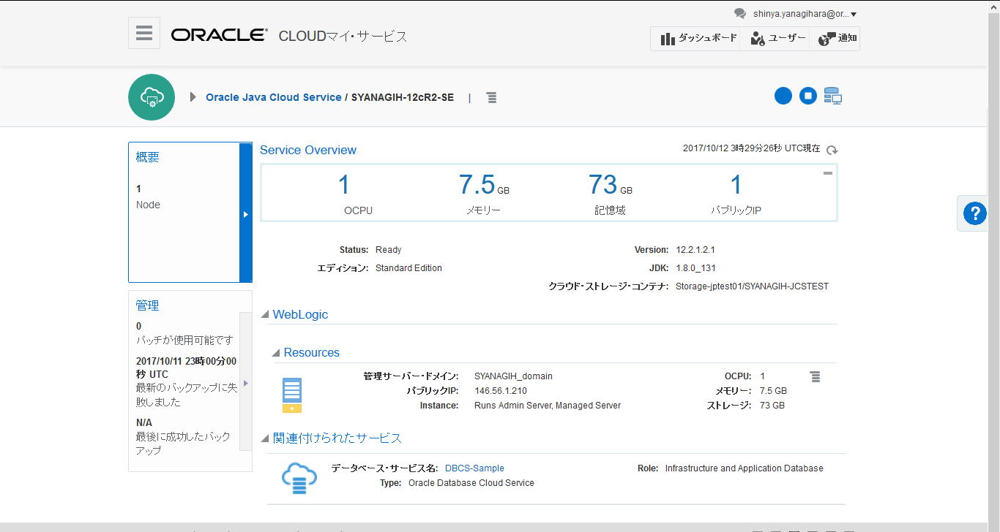 shinya.yanagihara@or...
ORACLE CLOUDマイ・サービス
ダッシュボード ユーザー 通知
Oracle Java Cloud Service / SYANAGIH-12cR2-SE |
概要
1
Node
管理
0
パッチが使用可能です
2017/10/11 23時00分00
秒 UTC
最新のバックアップに失
敗しました
N/A
最後に成功したバック
アップ
Service Overview
2017/10/12 3時29分26秒 UTC現在
1 7.5 GB 73 GB 1
OCPU メモリー 記憶域 パブリックIP
Status: Ready Version: 12.2.1.2.1
エディション: Standard Edition JDK: 1.8.0_131
クラウド・ストレージ・コンテナ: Storage-jptest01/SYANAGIH-JCSTEST
WebLogic
Resources
管理サーバー・ドメイン: SYANAGIH_domain OCPU: 1
パブリックIP: 146.56.1.210 メモリー: 7.5 GB
Instance: Runs Admin Server, Managed Server ストレージ: 73 GB
関連付けられたサービス
データベース・サービス名: DBCS-Sample Role: Infrastructure and Application Database
Type: Oracle Database Cloud Service
?